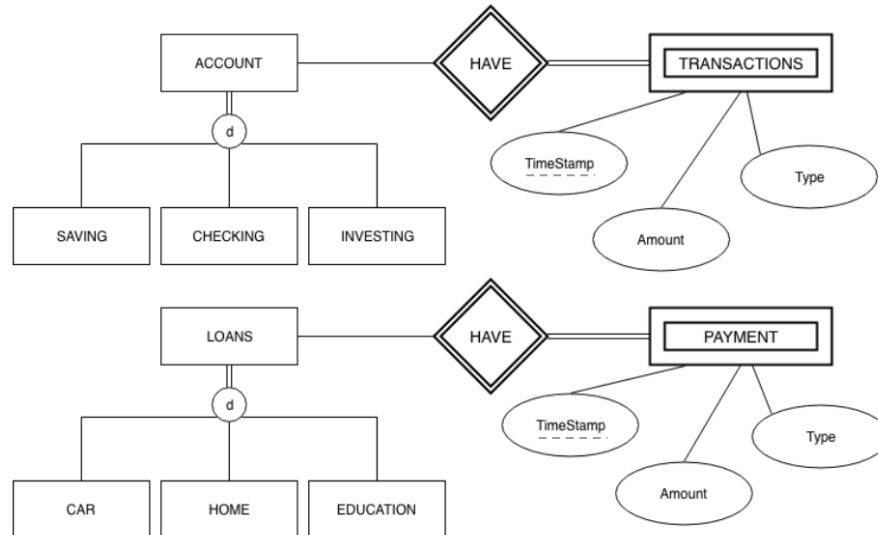 ACCOUNT
HAVE
TRANSACTIONS
d
TimeStamp
Type
SAVING
CHECKING
INVESTING
Amount
LOANS
HAVE
PAYMENT
d
TimeStamp
Type
Amount
CAR
HOME
EDUCATION